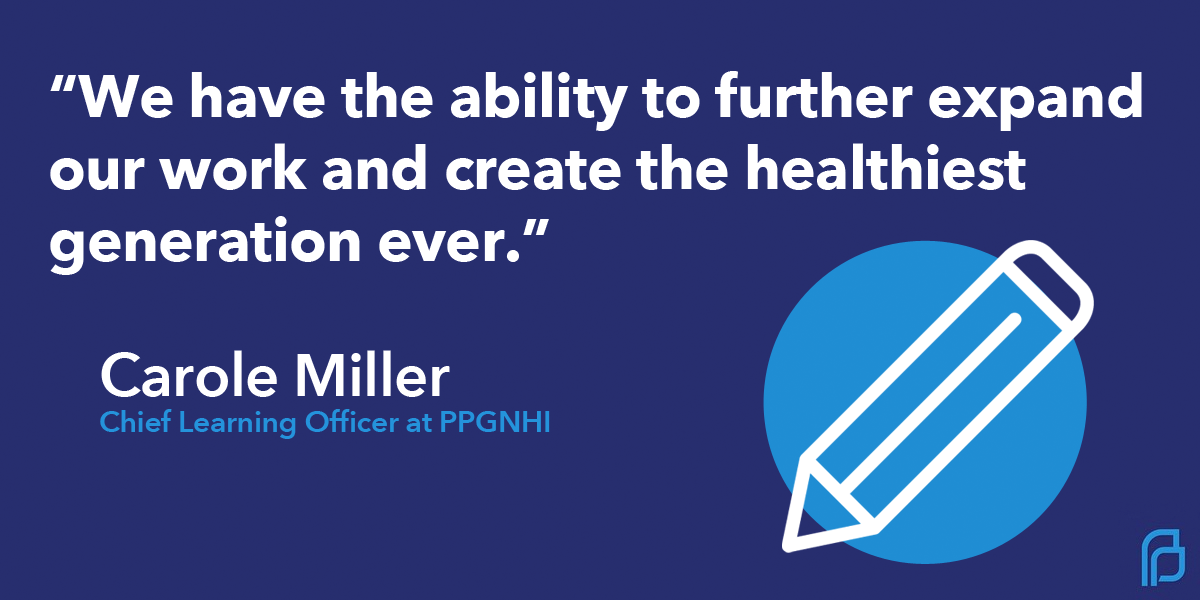 “We have the ability to further expand
our work and create the healthiest
generation ever.”
Carole Miller
Chief Learning Officer at PPGNHI